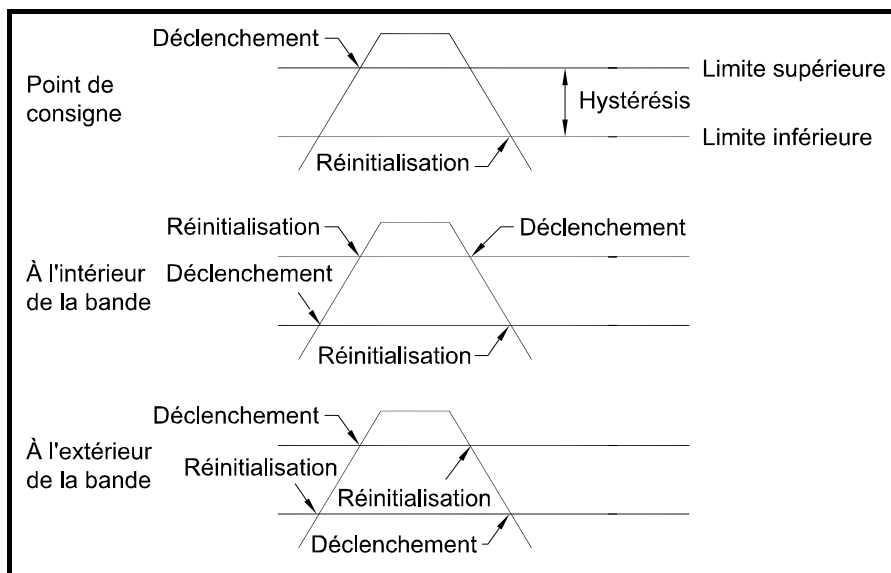 Déclenchement
Point de
consigne
Limite supérieure
Hystérésis
Limite inférieure
Réinitialisation
Réinitialisation
Déclenchement
À l'intérieur
de la bande
Déclenchement
Réinitialisation
Déclenchement
À l'extérieur
de la bande
Réinitialisation
Réinitialisation
Déclenchement